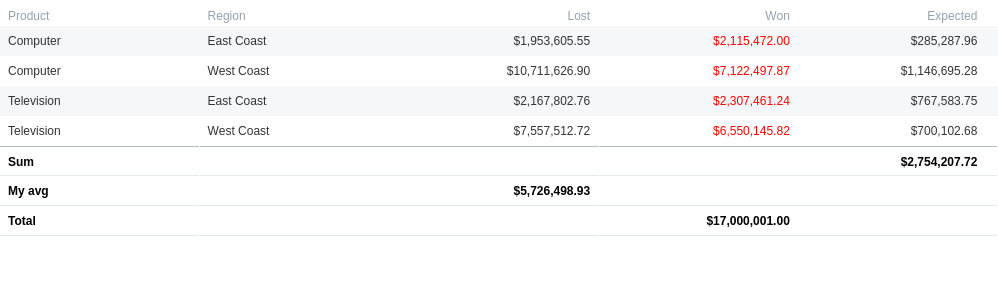 Product Region Lost Won Expected
Computer East Coast $1,953,605.55 $2,115,472.00 $285,287.96
Computer West Coast $10,711,626.90 $7,122,497.87 $1,146,695.28
Television East Coast $2,167,802.76 $2,307,461.24 $767,583.75
Television West Coast $7,557,512.72 $6,550,145.82 $700,102.68
Sum $2,754,207.72
My avg $5,726,498.93
Total $17,000,001.00